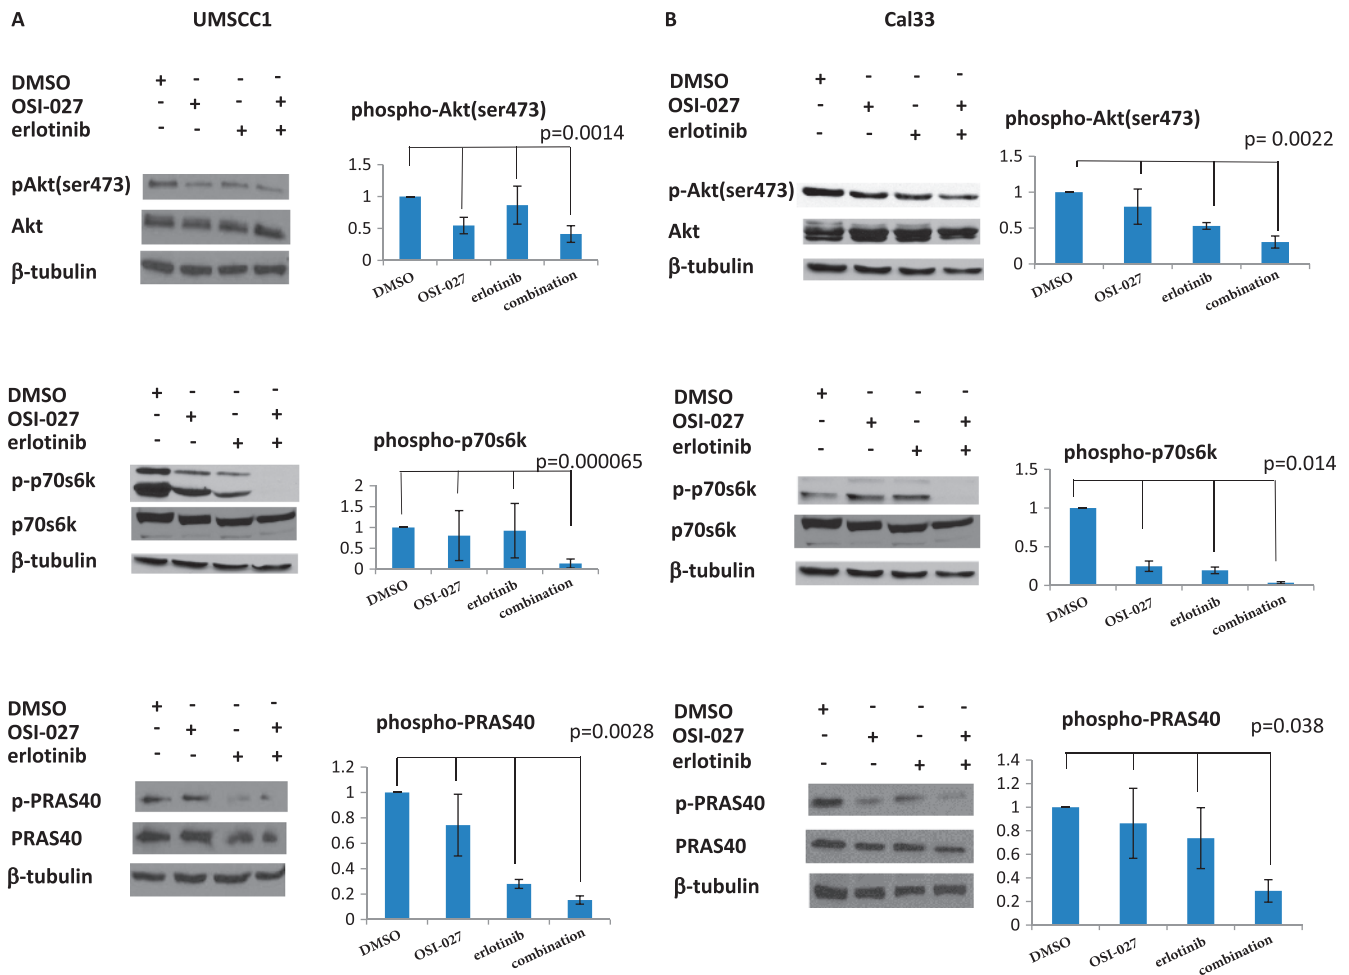 A UMSCC1
DMSO + - - -
OSI-027 - + - +
erlotinib - - + +
pAkt(ser473)
Akt
β-tubulin
phospho-Akt(ser473)
p=0.0014
1.5
1
0.5
0
DMSO OSI-027 erlotinib combination
DMSO + - - -
OSI-027 - + - +
erlotinib - - + +
p-p70s6k
p70s6k
β-tubulin
phospho-p70s6k
p=0.000065
2
1.5
1
0.5
0
DMSO OSI-027 erlotinib combination
DMSO + - - -
OSI-027 - + - +
erlotinib - - + +
p-PRAS40
PRAS40
β-tubulin
phospho-PRAS40
p=0.0028
1.2
1
0.8
0.6
0.4
0.2
0
DMSO OSI-027 erlotinib combination
B Cal33
DMSO + - - -
OSI-027 - + - +
erlotinib - - + +
p-Akt(ser473)
Akt
β-tubulin
phospho-Akt(ser473)
p= 0.0022
1.5
1
0.5
0
DMSO OSI-027 erlotinib combination
DMSO + - - -
OSI-027 - + - +
erlotinib - - + +
p-p70s6k
p70s6k
β-tubulin
phospho-p70s6k
p=0.014
1.5
1
0.5
0
DMSO OSI-027 erlotinib combination
DMSO + - - -
OSI-027 - + - +
erlotinib - - + +
p-PRAS40
PRAS40
β-tubulin
phospho-PRAS40
p=0.038
1.4
1.2
1
0.8
0.6
0.4
0.2
0
DMSO OSI-027 erlotinib combination